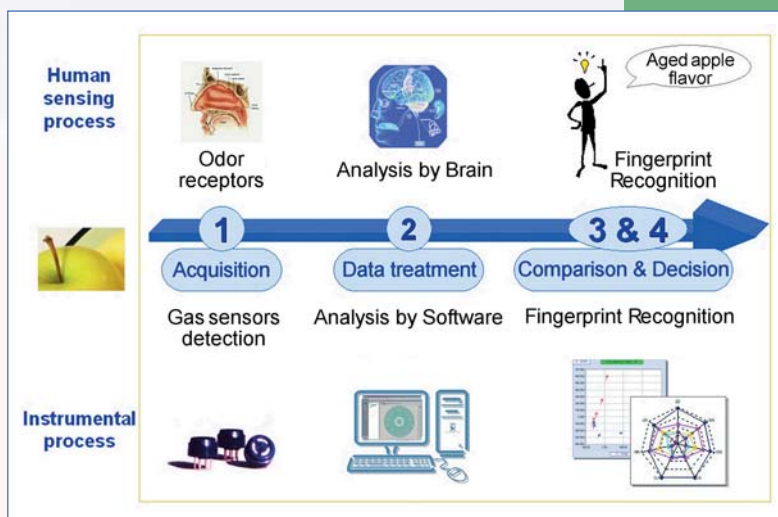 Human
sensing
process
Aged apple
flavor
Odor
receptors
Analysis by Brain
Fingerprint
Recognition
1
2
3 & 4
Acquisition
Data treatment
Comparison & Decision
Gas sensors
detection
Analysis by Software
Fingerprint Recognition
Instrumental
process